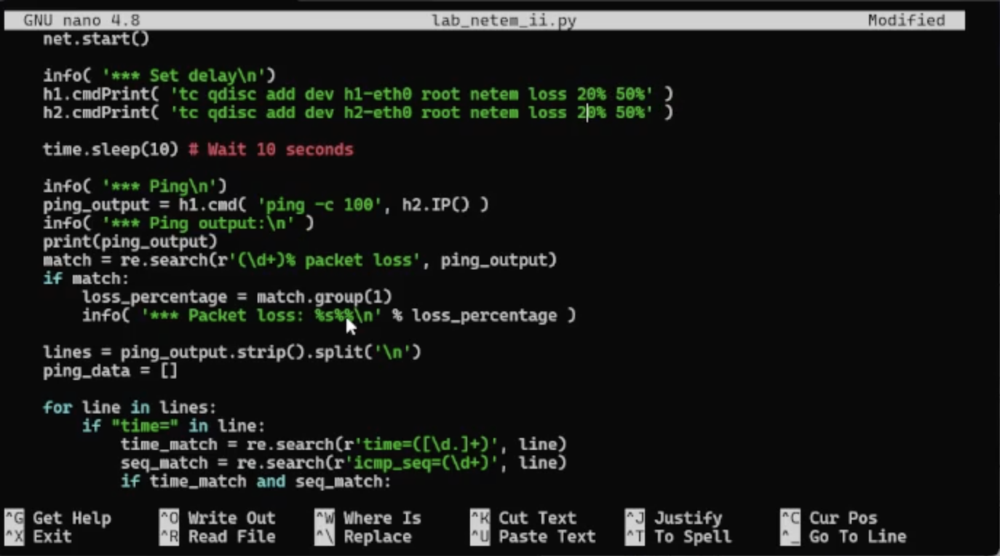 GNU nano 4.8 lab_netem_ii.py Modified
net.start()
info( '*** Set delay\n')
h1.cmdPrint( 'tc qdisc add dev h1-eth0 root netem loss 20% 50%' )
h2.cmdPrint( 'tc qdisc add dev h2-eth0 root netem loss 20% 50%' )
time.sleep(10) # Wait 10 seconds
info( '*** Ping\n')
ping_output = h1.cmd( 'ping -c 100', h2.IP() )
info( '*** Ping output:\n' )
print(ping_output)
match = re.search(r'(\d+)% packet loss', ping_output)
if match:
loss_percentage = match.group(1)
info( '*** Packet loss: %s%%\n' % loss_percentage )
lines = ping_output.strip().split('\n')
ping_data = []
for line in lines:
if "time=" in line:
time_match = re.search(r'time=([\d.]+)', line)
seq_match = re.search(r'icmp_seq=(\d+)', line)
if time_match and seq_match:
^G Get Help ^O Write Out ^W Where Is ^K Cut Text ^J Justify ^C Cur Pos
^X Exit ^R Read File ^\ Replace ^U Paste Text ^T To Spell ^_ Go To Line